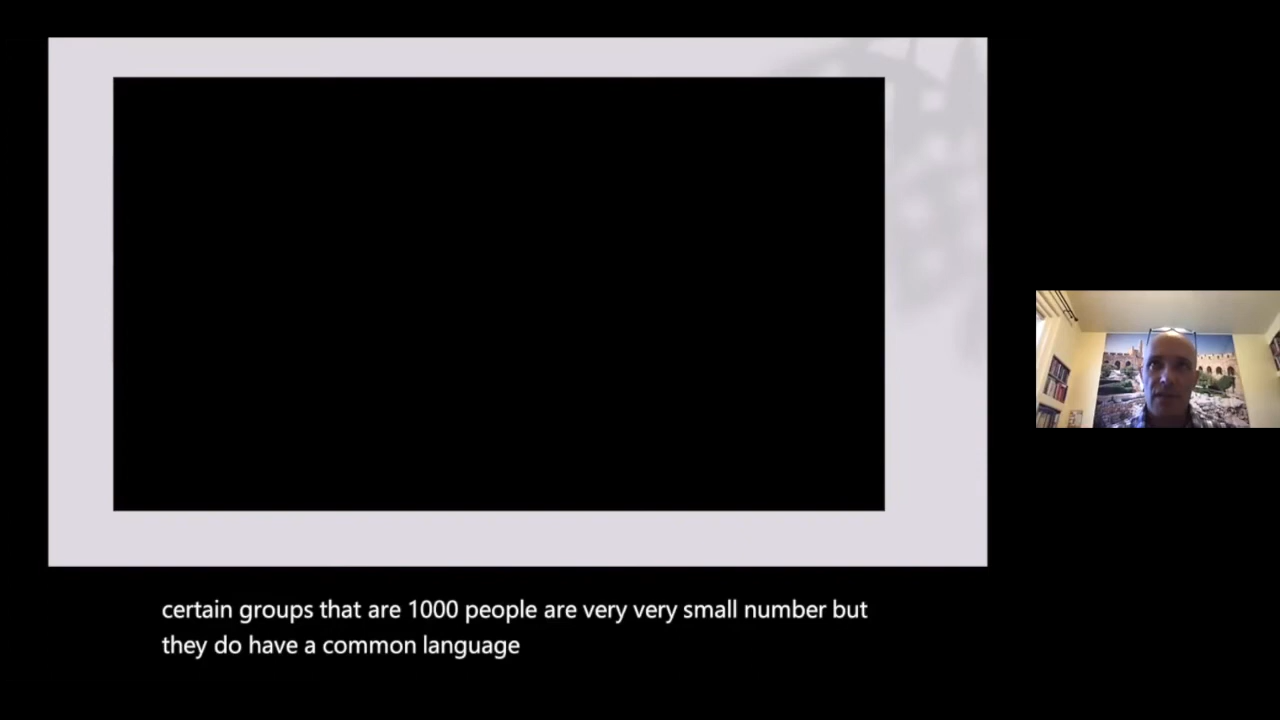 certain groups that are 1000 people are very very small number but
they do have a common language